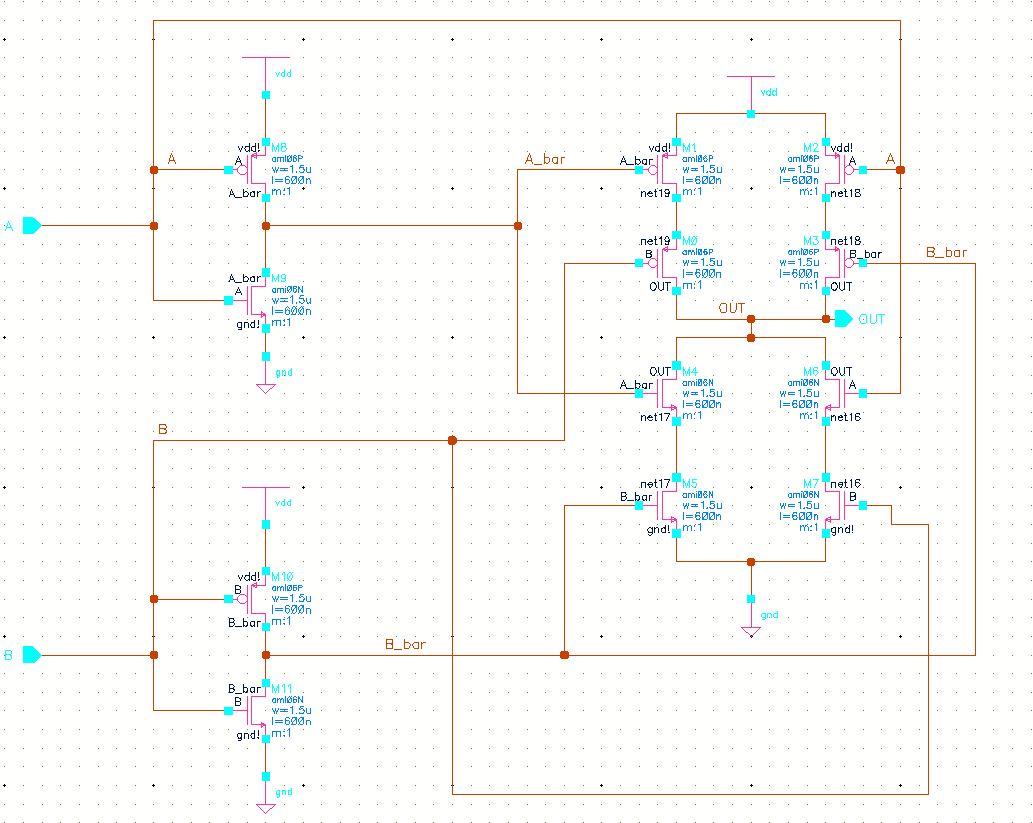 vdd
vdd
vdd! M8
A
ami06P
w=1.5u
l=600n
A_bar m:1
A
A_bar
A_bar vdd! M1
ami06P
w=1.5u
l=600n
net19 m:1
M2 vdd! A
ami06P
w=1.5u
l=600n
m:1 net18
A
A
A_bar M9
A
ami06N
w=1.5u
l=600n
gnd! m:1
gnd
net19 M0
B
ami06P
w=1.5u
l=600n
OUT m:1
M3 net18
B_bar
ami06P
w=1.5u
l=600n
m:1 OUT
B_bar
OUT
OUT
OUT M4
A_bar
ami06N
w=1.5u
l=600n
net17 m:1
M6 OUT
A
ami06N
w=1.5u
l=600n
m:1 net16
B
net17 M5
B_bar
ami06N
w=1.5u
l=600n
gnd! m:1
M7 net16
B
ami06N
w=1.5u
l=600n
m:1 gnd!
gnd
vdd
vdd! M10
B
ami06P
w=1.5u
l=600n
B_bar m:1
B
B_bar
B_bar M11
B
ami06N
w=1.5u
l=600n
gnd! m:1
gnd